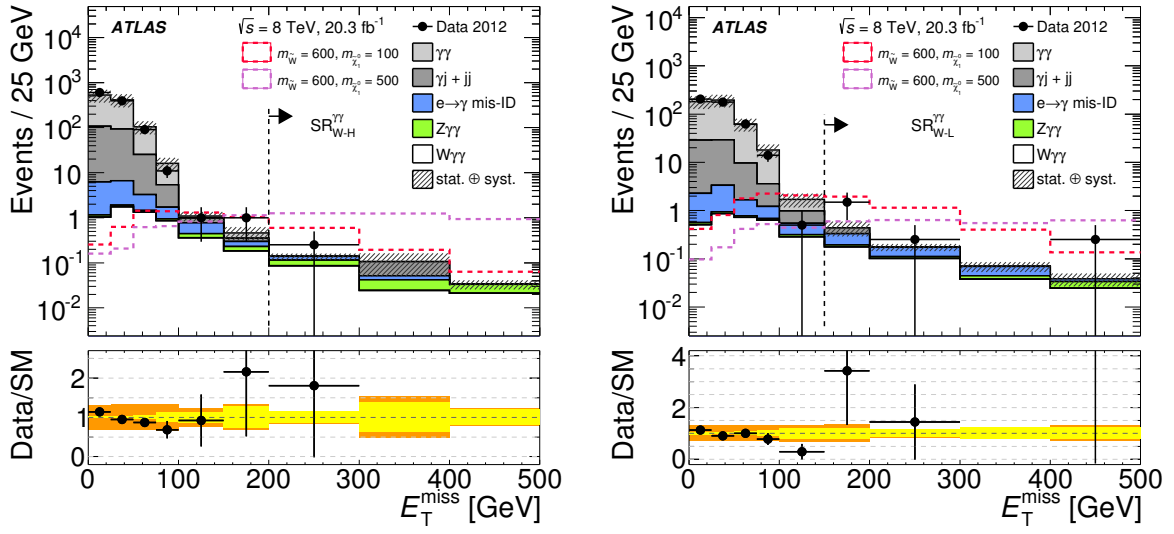 ATLAS
√s = 8 TeV, 20.3 fb⁻¹
m_W̃ = 600, m_χ̃₁⁰ = 100
m_W̃ = 600, m_χ̃₁⁰ = 500
Data 2012
γγ
γj + jj
e→γ mis-ID
Zγγ
Wγγ
stat. ⊕ syst.
SR^γγ_W-H
Events / 25 GeV
10⁴
10³
10²
10
1
10⁻¹
10⁻²
Data/SM
2
1
0
0 100 200 300 400 500
E_T^miss [GeV]
ATLAS
√s = 8 TeV, 20.3 fb⁻¹
m_W̃ = 600, m_χ̃₁⁰ = 100
m_W̃ = 600, m_χ̃₁⁰ = 500
Data 2012
γγ
γj + jj
e→γ mis-ID
Zγγ
Wγγ
stat. ⊕ syst.
SR^γγ_W-L
Events / 25 GeV
10⁴
10³
10²
10
1
10⁻¹
10⁻²
Data/SM
4
2
0
0 100 200 300 400 500
E_T^miss [GeV]